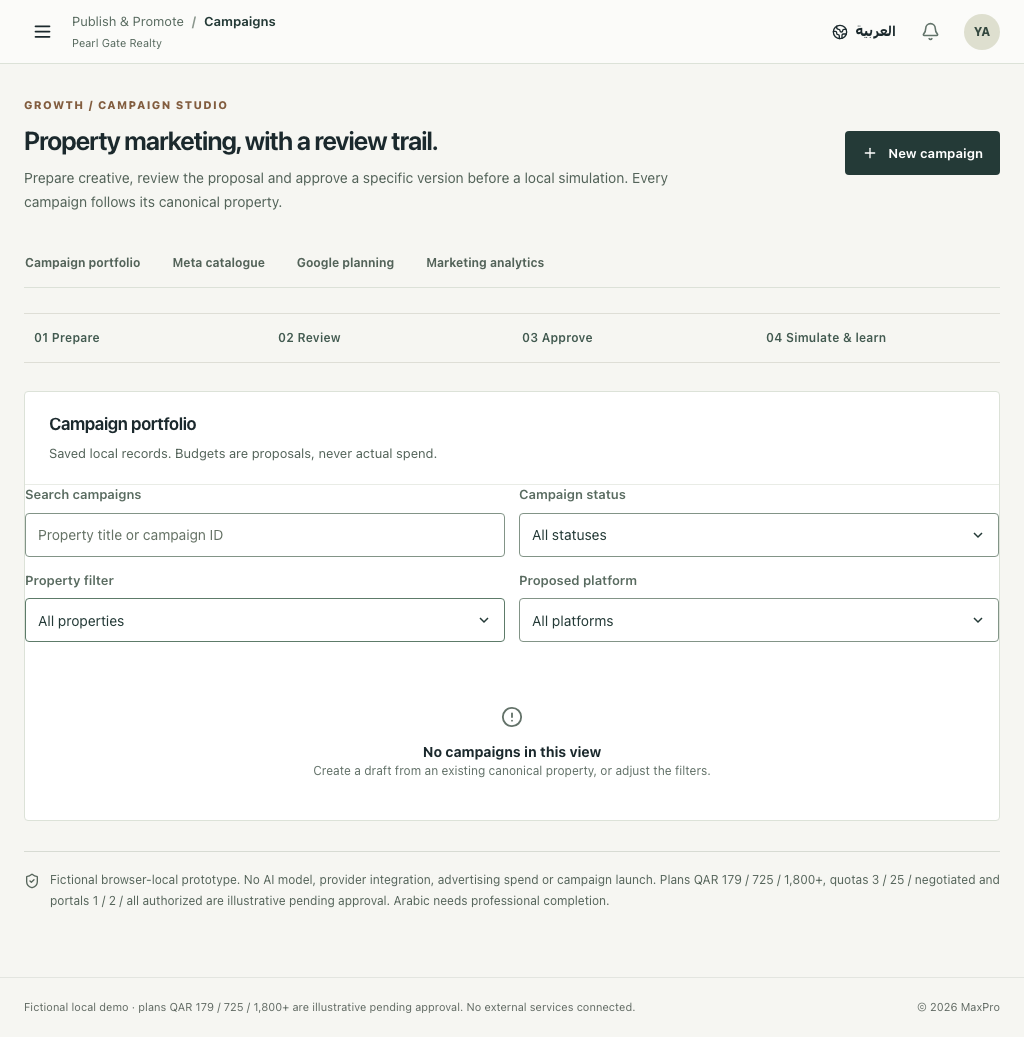 Publish & Promote / Campaigns
Pearl Gate Realty
العربية
YA
GROWTH / CAMPAIGN STUDIO
Property marketing, with a review trail.
New campaign
Prepare creative, review the proposal and approve a specific version before a local simulation. Every
campaign follows its canonical property.
Campaign portfolio Meta catalogue Google planning Marketing analytics
01 Prepare 02 Review 03 Approve 04 Simulate & learn
Campaign portfolio
Saved local records. Budgets are proposals, never actual spend.
Search campaigns Campaign status
Property title or campaign ID All statuses
Property filter Proposed platform
All properties All platforms
No campaigns in this view
Create a draft from an existing canonical property, or adjust the filters.
Fictional browser-local prototype. No AI model, provider integration, advertising spend or campaign launch. Plans QAR 179 / 725 / 1,800+, quotas 3 / 25 / negotiated and
portals 1 / 2 / all authorized are illustrative pending approval. Arabic needs professional completion.
Fictional local demo · plans QAR 179 / 725 / 1,800+ are illustrative pending approval. No external services connected. © 2026 MaxPro